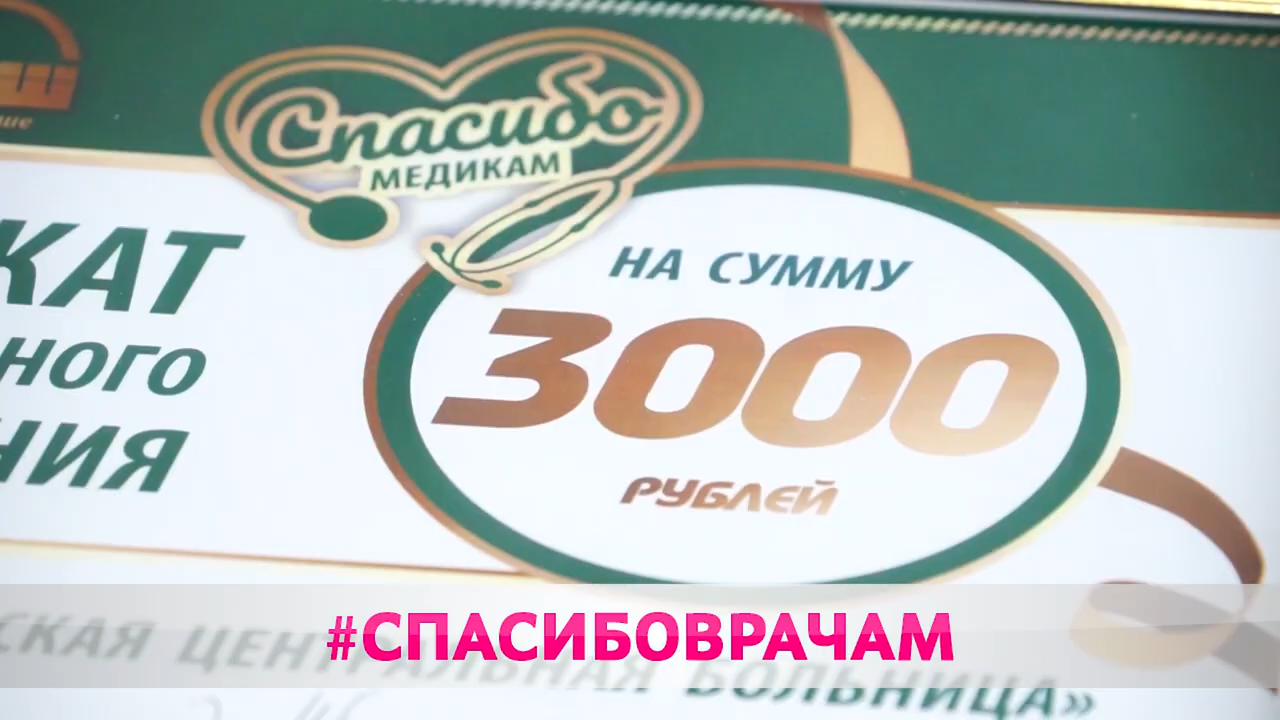 Спасибо
МЕДИКАМ
НА СУММУ
3000
РУБЛЕЙ
КАТ
НОГО
НИЯ
СКАЯ ЦЕНТРАЛЬНАЯ БОЛЬНИЦА»
#СПАСИБОВРАЧАМ